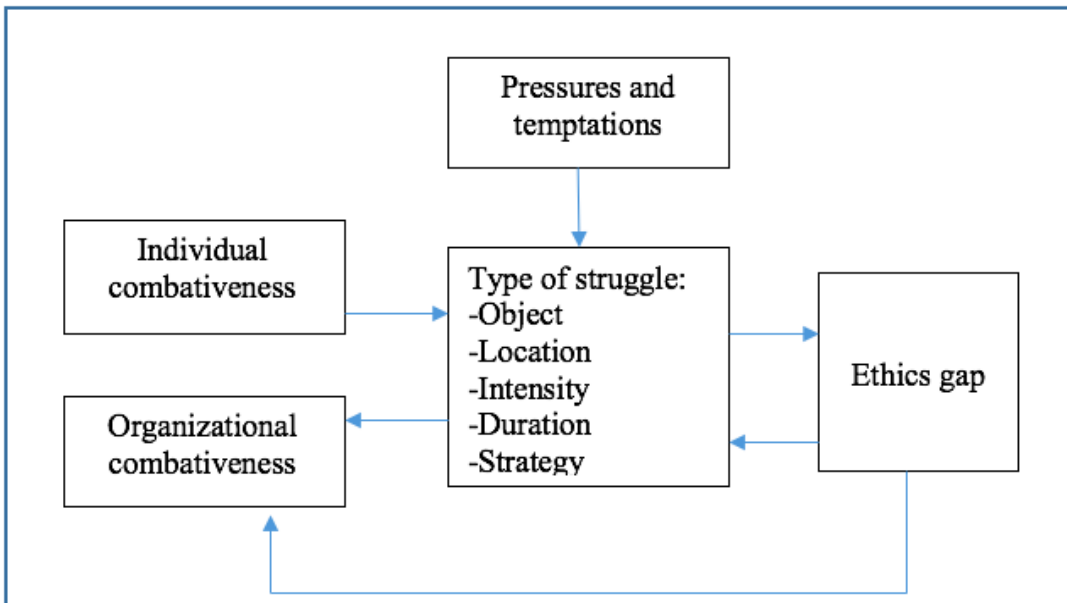 Pressures and
temptations
Individual
combativeness
Organizational
combativeness
Type of struggle:
-Object
-Location
-Intensity
-Duration
-Strategy
Ethics gap